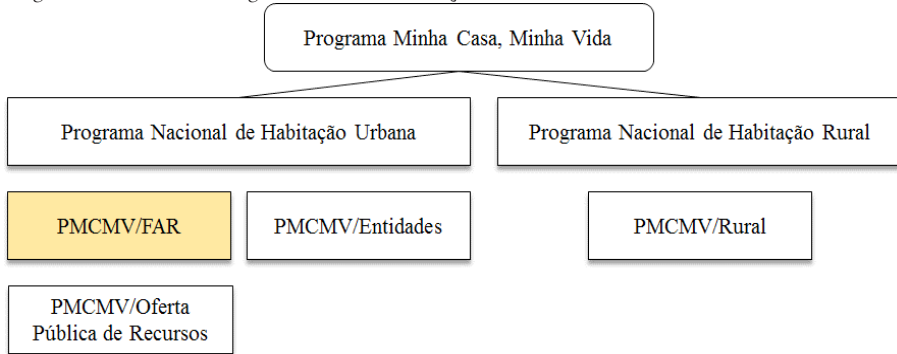 Programa Minha Casa, Minha Vida
Programa Nacional de Habitação Urbana
Programa Nacional de Habitação Rural
PMCMV/FAR
PMCMV/Entidades
PMCMV/Rural
PMCMV/Oferta
Pública de Recursos